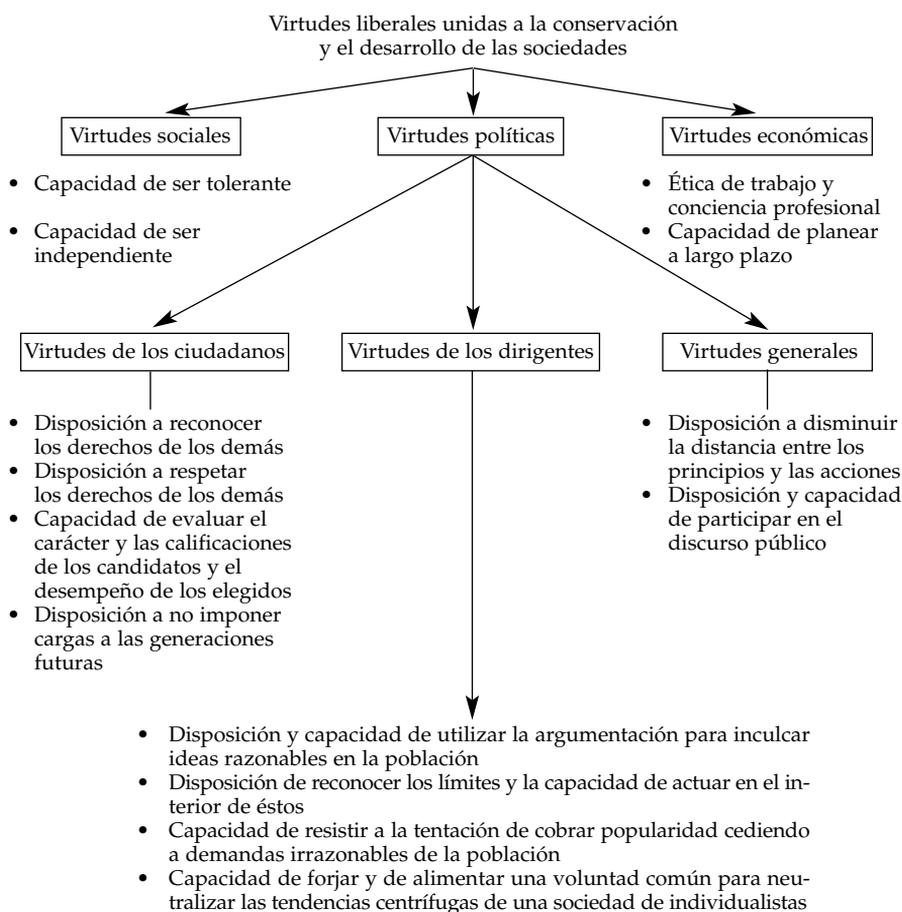 Virtudes liberales unidas a la conservación
y el desarrollo de las sociedades
Virtudes sociales
Virtudes políticas
Virtudes económicas
• Capacidad de ser tolerante
• Capacidad de ser
independiente
• Ética de trabajo y
conciencia profesional
• Capacidad de planear
a largo plazo
Virtudes de los ciudadanos
Virtudes de los dirigentes
Virtudes generales
• Disposición a reconocer
los derechos de los demás
• Disposición a respetar
los derechos de los demás
• Capacidad de evaluar el
carácter y las calificaciones
de los candidatos y el
desempeño de los elegidos
• Disposición a no imponer
cargas a las generaciones
futuras
• Disposición a disminuir
la distancia entre los
principios y las acciones
• Disposición y capacidad
de participar en el
discurso público
• Disposición y capacidad de utilizar la argumentación para inculcar
ideas razonables en la población
• Disposición de reconocer los límites y la capacidad de actuar en el in-
terior de éstos
• Capacidad de resistir a la tentación de cobrar popularidad cediendo
a demandas irrazonables de la población
• Capacidad de forjar y de alimentar una voluntad común para neu-
tralizar las tendencias centrífugas de una sociedad de individualistas